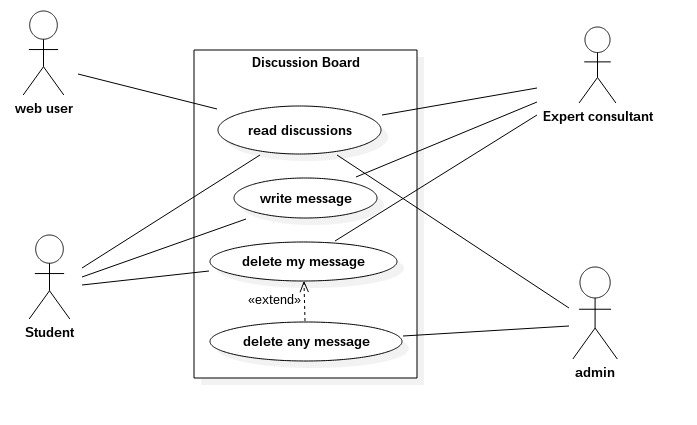 Discussion Board
web user
Expert consultant
read discussions
write message
delete my message
«extend»
Student
delete any message
admin